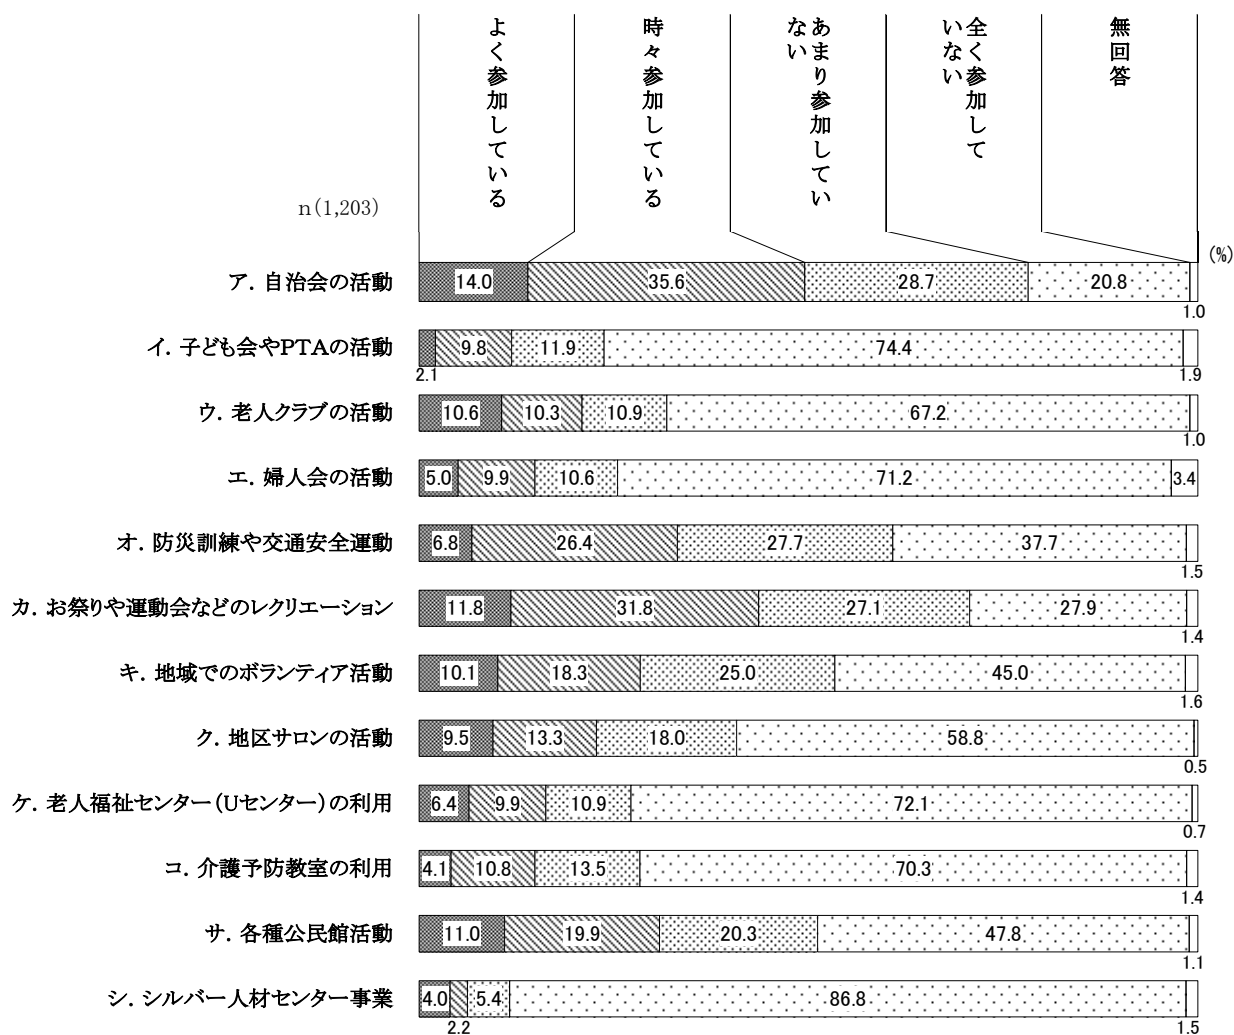 よく参加している
時々参加している
あまり参加してい
ない
全く参加して
いない
無回答
n(1,203)
(%)
ア．自治会の活動 14.0 35.6 28.7 20.8
1.0
イ．子ども会やPTAの活動 9.8 11.9 74.4
2.1 1.9
ウ．老人クラブの活動 10.6 10.3 10.9 67.2
1.0
エ．婦人会の活動 5.0 9.9 10.6 71.2 3.4
オ．防災訓練や交通安全運動 6.8 26.4 27.7 37.7
1.5
カ．お祭りや運動会などのレクリエーション 11.8 31.8 27.1 27.9
1.4
キ．地域でのボランティア活動 10.1 18.3 25.0 45.0
1.6
ク．地区サロンの活動 9.5 13.3 18.0 58.8
0.5
ケ．老人福祉センター(Uセンター)の利用 6.4 9.9 10.9 72.1
0.7
コ．介護予防教室の利用 4.1 10.8 13.5 70.3
1.4
サ．各種公民館活動 11.0 19.9 20.3 47.8
1.1
シ．シルバー人材センター事業 4.0 5.4 86.8
2.2 1.5